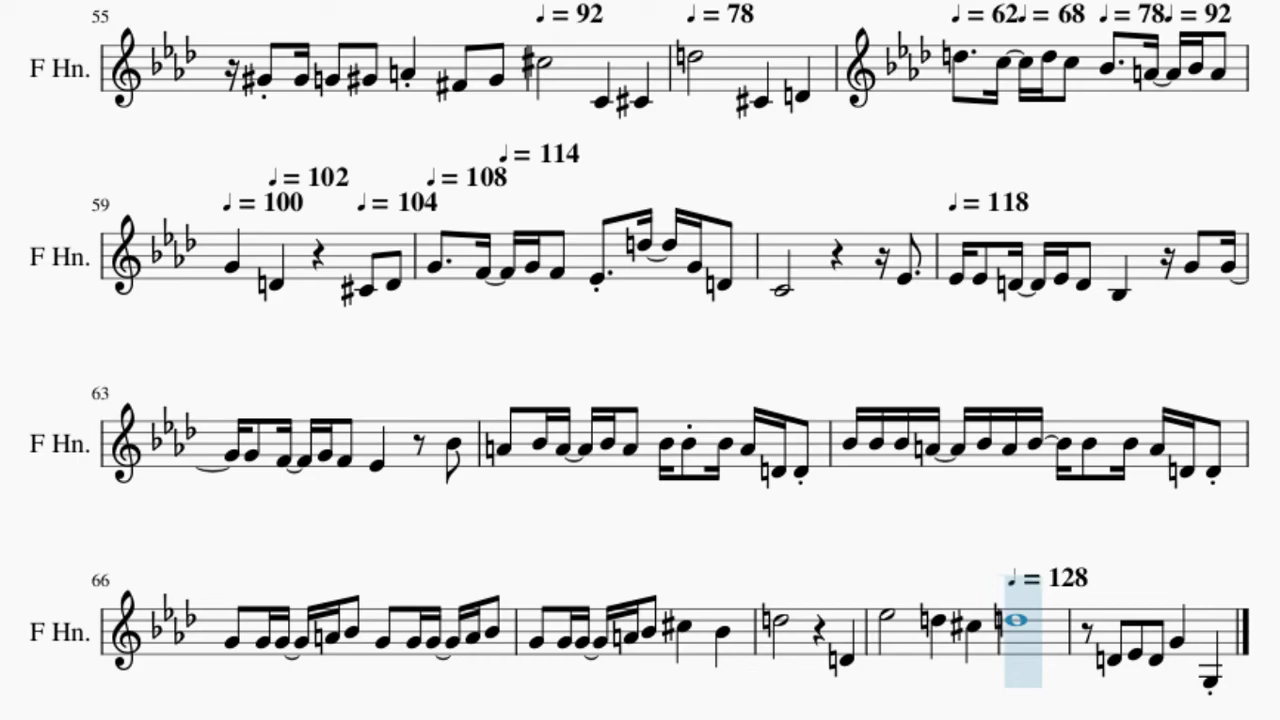 55
♩ = 92 ♩ = 78 ♩ = 62 ♩ = 68 ♩ = 78 ♩ = 92
F Hn.
♩ = 114
♩ = 102 ♩ = 108
59
♩ = 100 ♩ = 104 ♩ = 118
F Hn.
63
F Hn.
66
♩ = 128
F Hn.